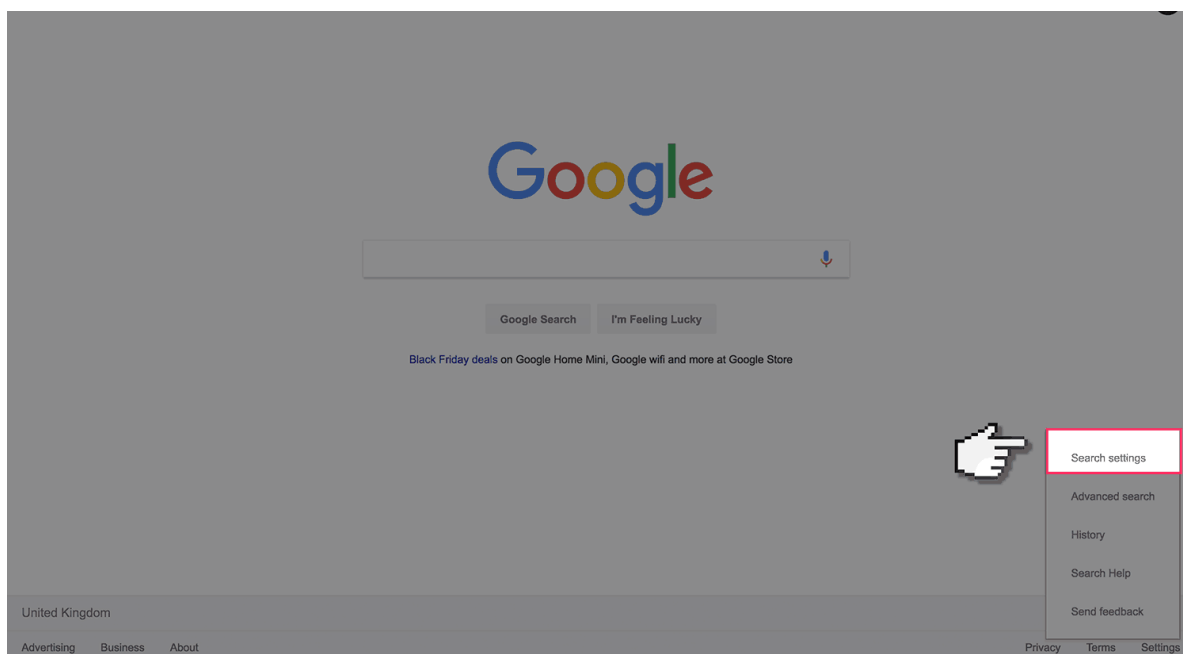 Google
Google Search I'm Feeling Lucky
Black Friday deals on Google Home Mini, Google wifi and more at Google Store
Search settings
Advanced search
History
Search Help
Send feedback
United Kingdom
Advertising Business About Privacy Terms Settings